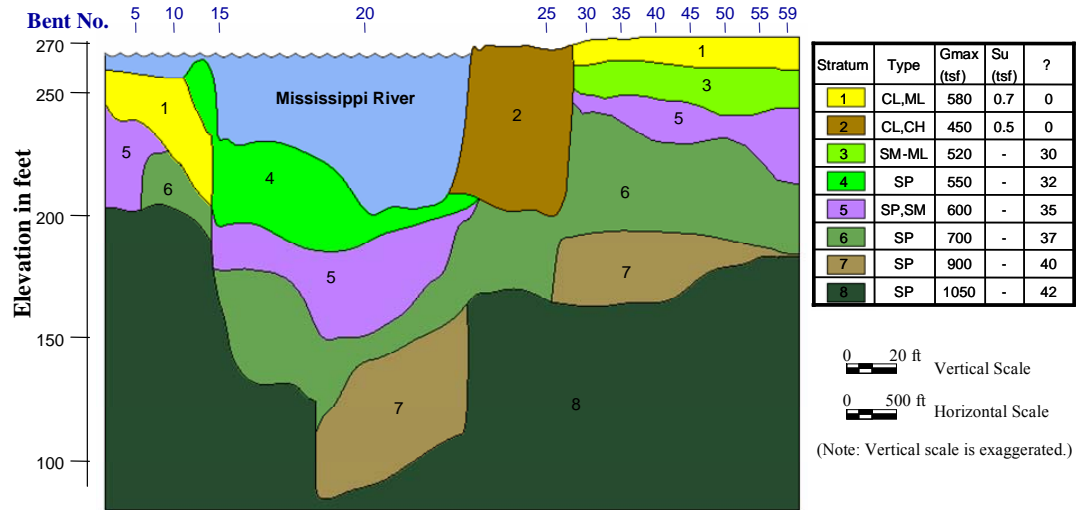 Bent No. 5 10 15 20 25 30 35 40 45 50 55 59
Elevation in feet
270
250
200
150
100
Mississippi River
1
5
6
4
5
7
2
1
3
5
6
7
8
Stratum Type Gmax (tsf) Su (tsf) ?
1 CL,ML 580 0.7 0
2 CL,CH 450 0.5 0
3 SM-ML 520 - 30
4 SP 550 - 32
5 SP,SM 600 - 35
6 SP 700 - 37
7 SP 900 - 40
8 SP 1050 - 42
0 20 ft Vertical Scale
0 500 ft Horizontal Scale
(Note: Vertical scale is exaggerated.)